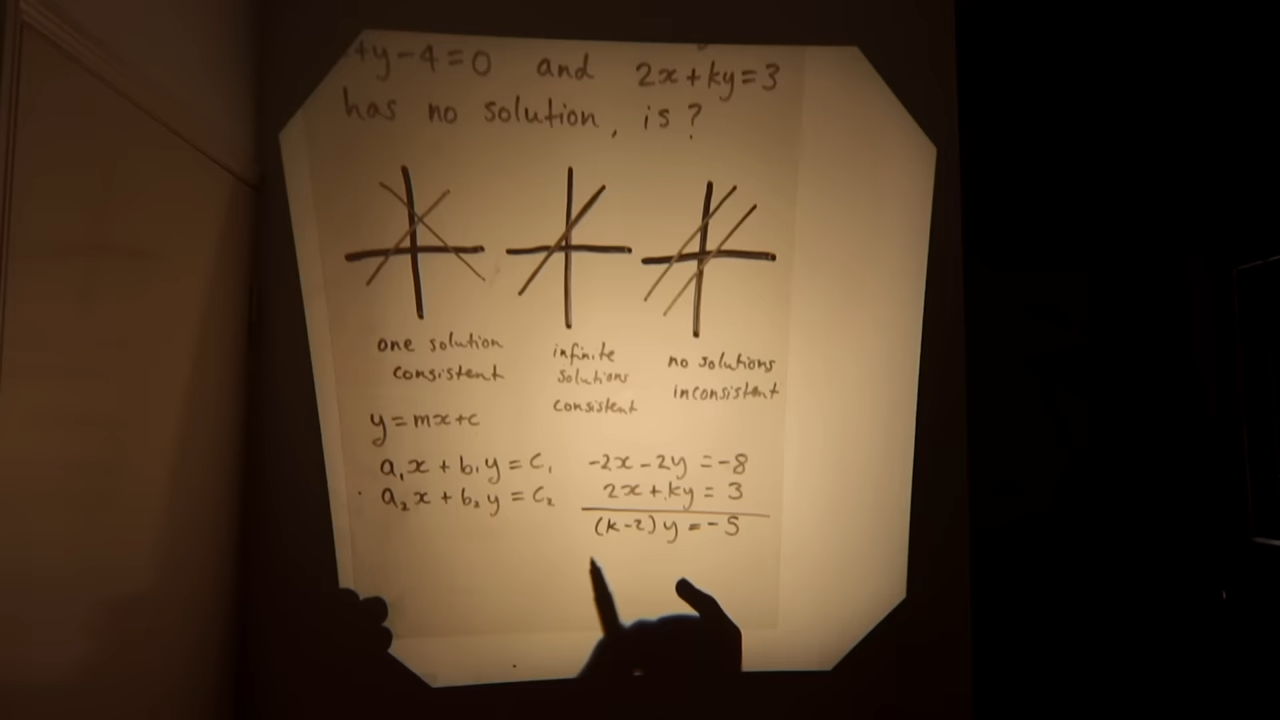 +y-4=0 and 2x+ky=3
has no solution, is?
one solution
consistent
infinite
solutions
consistent
no solutions
inconsistent
y=mx+c
a₁x + b₁y = c₁
a₂x + b₂y = c₂
-2x-2y=-8
2x+ky=3
(k-2)y=-5